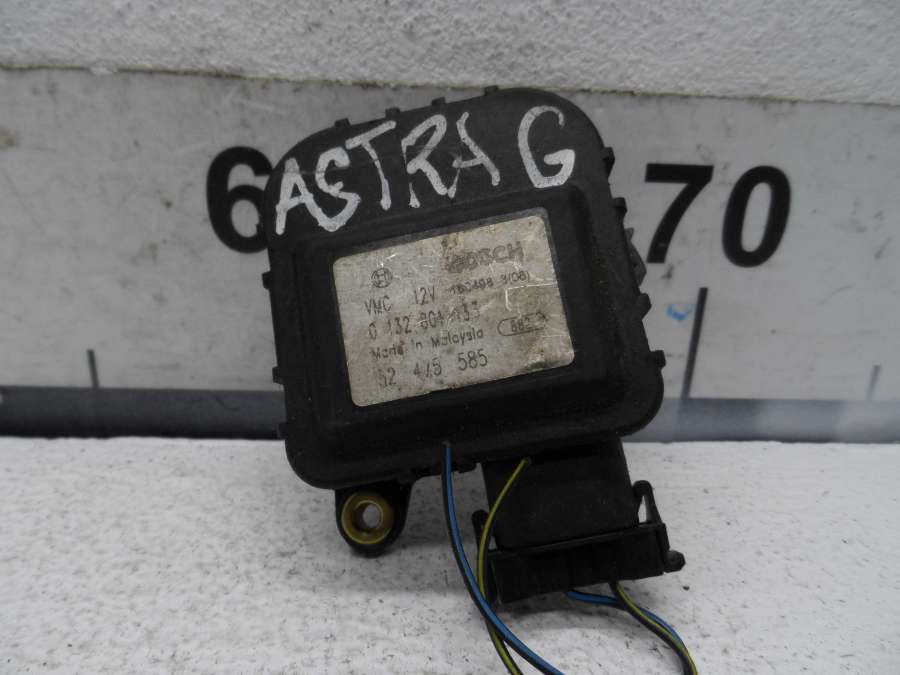 ASTRA G
6
70
BOSCH
VMC 12V
0 132 801 133
Made in Malaysia
52 475 585